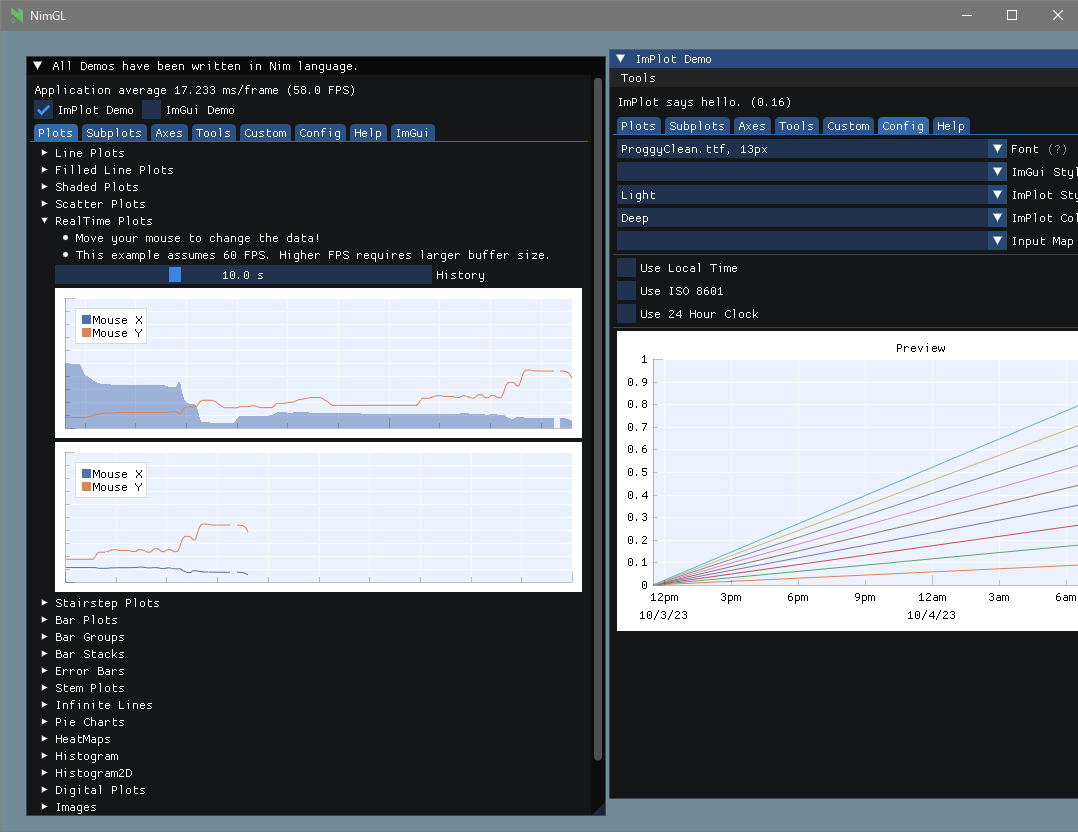 NimGL
All Demos have been written in Nim language.
Application average 17.233 ms/frame (58.0 FPS)
ImPlot Demo ImGui Demo
Plots Subplots Axes Tools Custom Config Help ImGui
Line Plots
Filled Line Plots
Shaded Plots
Scatter Plots
RealTime Plots
Move your mouse to change the data!
This example assumes 60 FPS. Higher FPS requires larger buffer size.
10.0 s History
Mouse X
Mouse Y
Mouse X
Mouse Y
Stairstep Plots
Bar Plots
Bar Groups
Bar Stacks
Error Bars
Stem Plots
Infinite Lines
Pie Charts
HeatMaps
Histogram
Histogram2D
Digital Plots
Images
ImPlot Demo
Tools
ImPlot says hello. (0.16)
Plots Subplots Axes Tools Custom Config Help
ProggyClean.ttf, 13px Font (?)
ImGui Styl
Light ImPlot Sty
Deep ImPlot Col
Input Map
Use Local Time
Use ISO 8601
Use 24 Hour Clock
Preview
1
0.9
0.8
0.7
0.6
0.5
0.4
0.3
0.2
0.1
0
12pm 3pm 6pm 9pm 12am 3am 6am
10/3/23 10/4/23